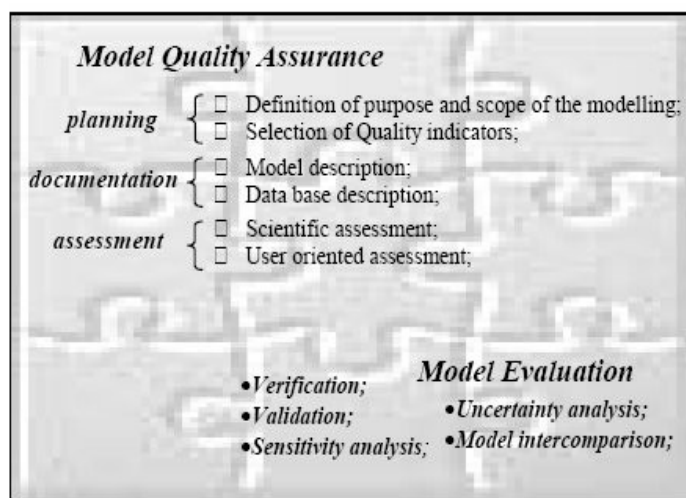 Model Quality Assurance
planning
Definition of purpose and scope of the modelling;
Selection of Quality indicators;
documentation
Model description;
Data base description;
assessment
Scientific assessment;
User oriented assessment;
Model Evaluation
•Verification;
•Validation;
•Sensitivity analysis;
•Uncertainty analysis;
•Model intercomparison;